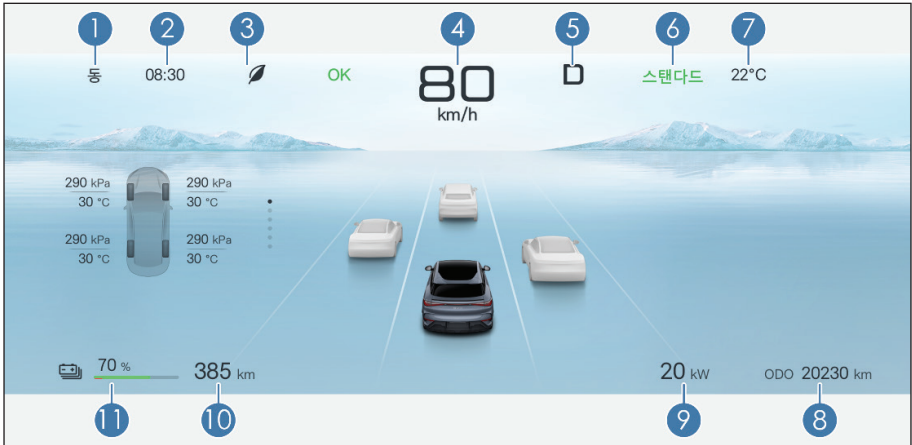 1 2 3 4 5 6 7
동 08:30 OK 80 D 스탠다드 22°C
km/h
290 kPa 290 kPa
30 °C 30 °C
290 kPa 290 kPa
30 °C 30 °C
70 % 385 km 20 kW ODO 20230 km
11 10 9 8